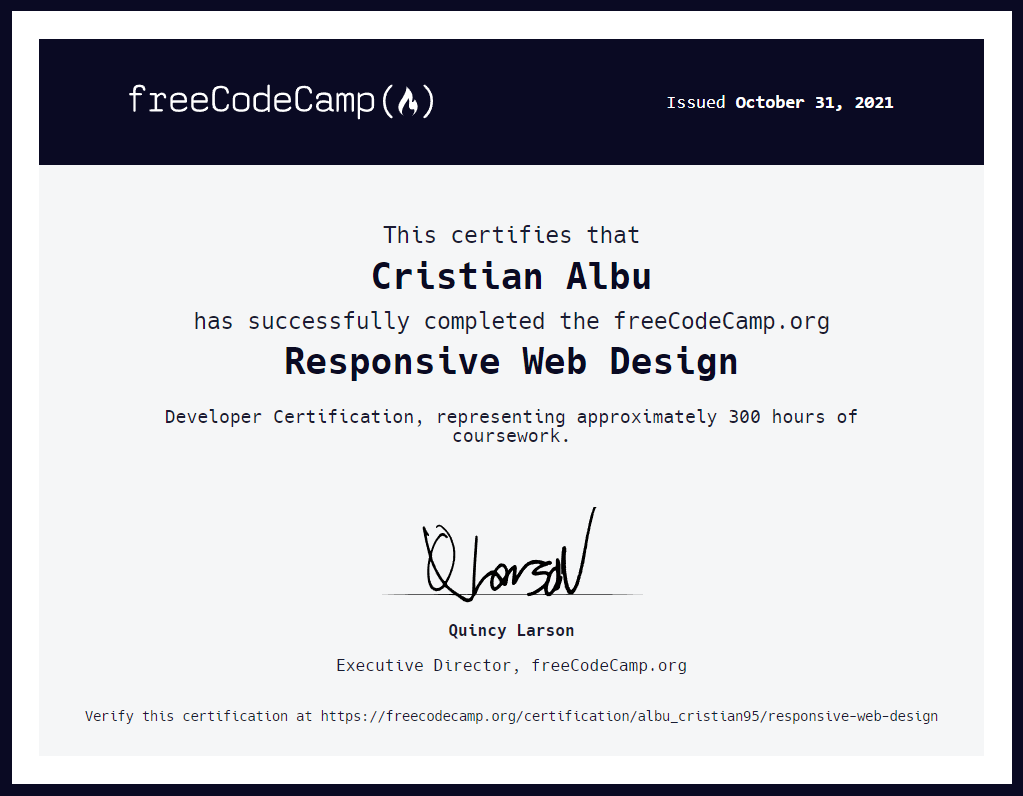 freeCodeCamp
Issued October 31, 2021
This certifies that
Cristian Albu
has successfully completed the freeCodeCamp.org
Responsive Web Design
Developer Certification, representing approximately 300 hours of
coursework.
Q Larson
Quincy Larson
Executive Director, freeCodeCamp.org
Verify this certification at https://freecodecamp.org/certification/albu_cristian95/responsive-web-design